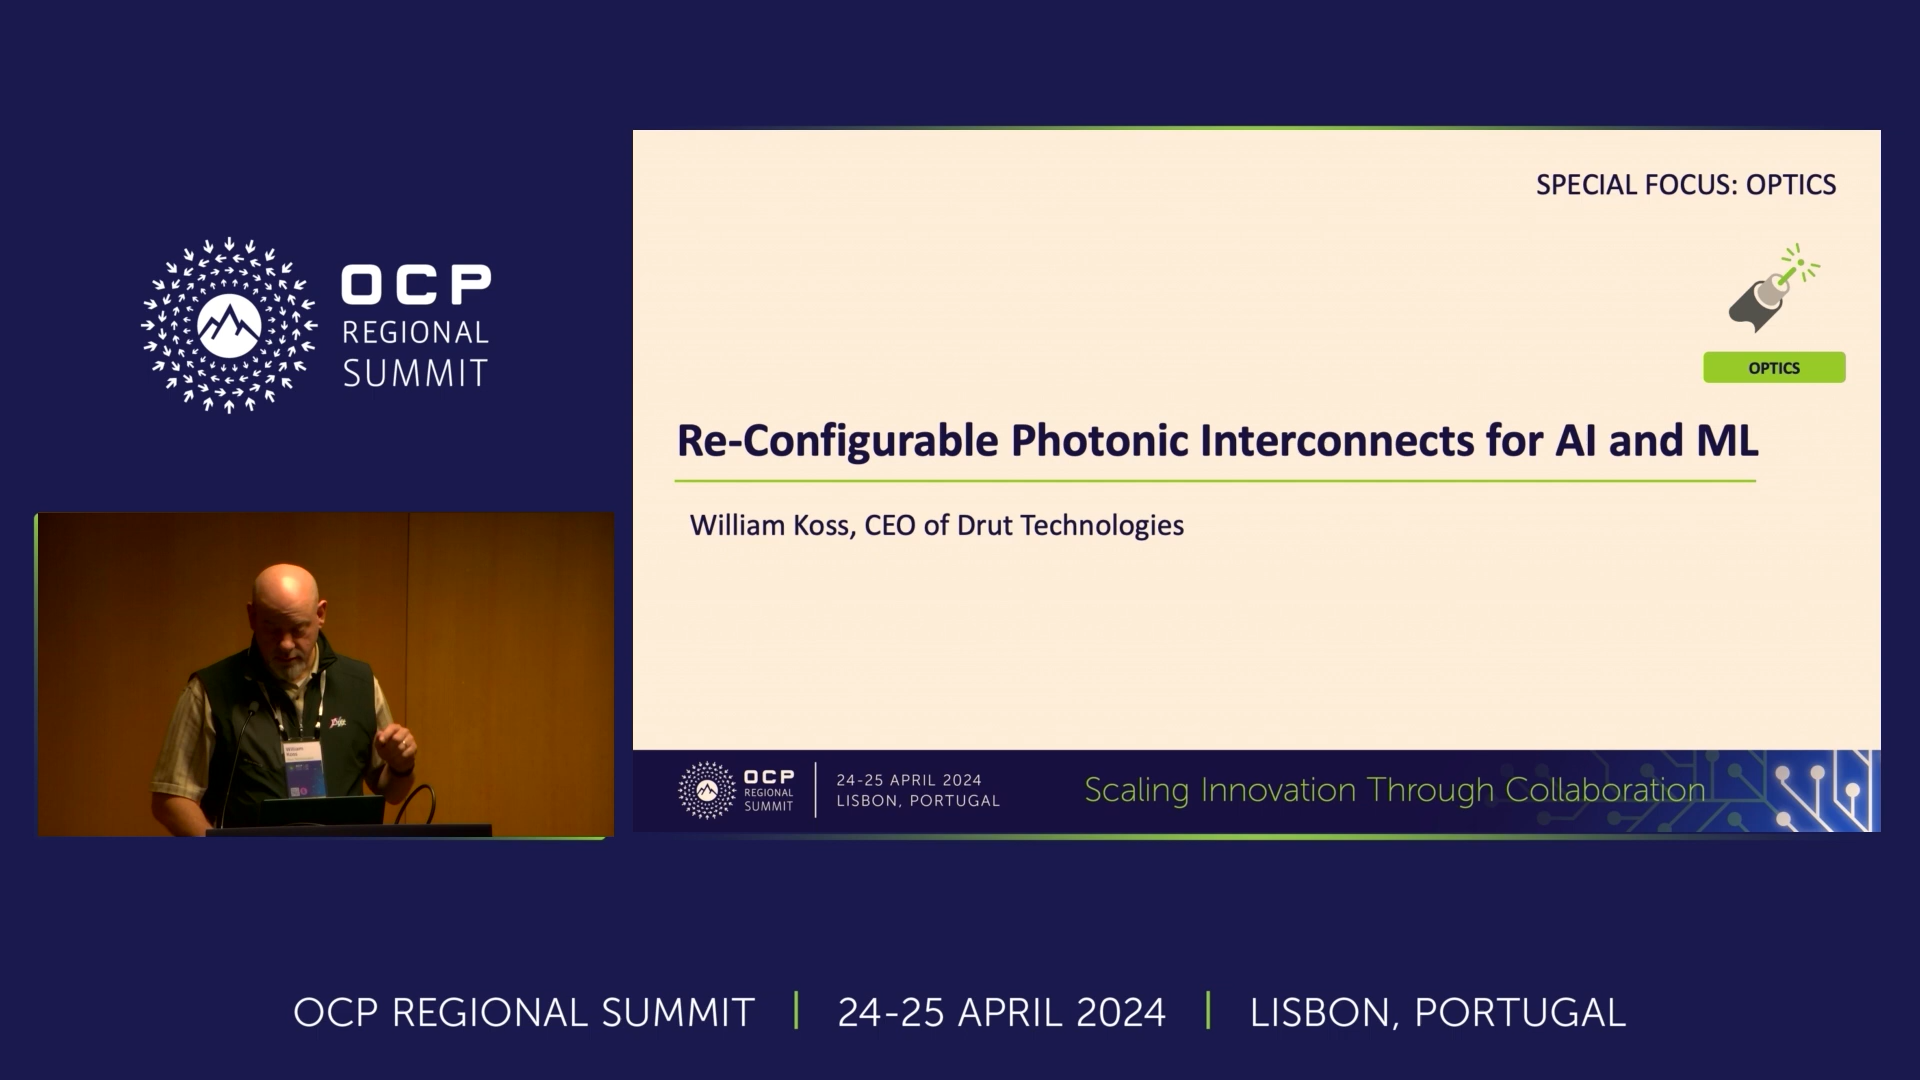 OCP
REGIONAL
SUMMIT
SPECIAL FOCUS: OPTICS
OPTICS
Re-Configurable Photonic Interconnects for AI and ML
William Koss, CEO of Drut Technologies
William
Koss
OCP
REGIONAL
SUMMIT
24-25 APRIL 2024
LISBON, PORTUGAL
Scaling Innovation Through Collaboration
OCP REGIONAL SUMMIT | 24-25 APRIL 2024 | LISBON, PORTUGAL